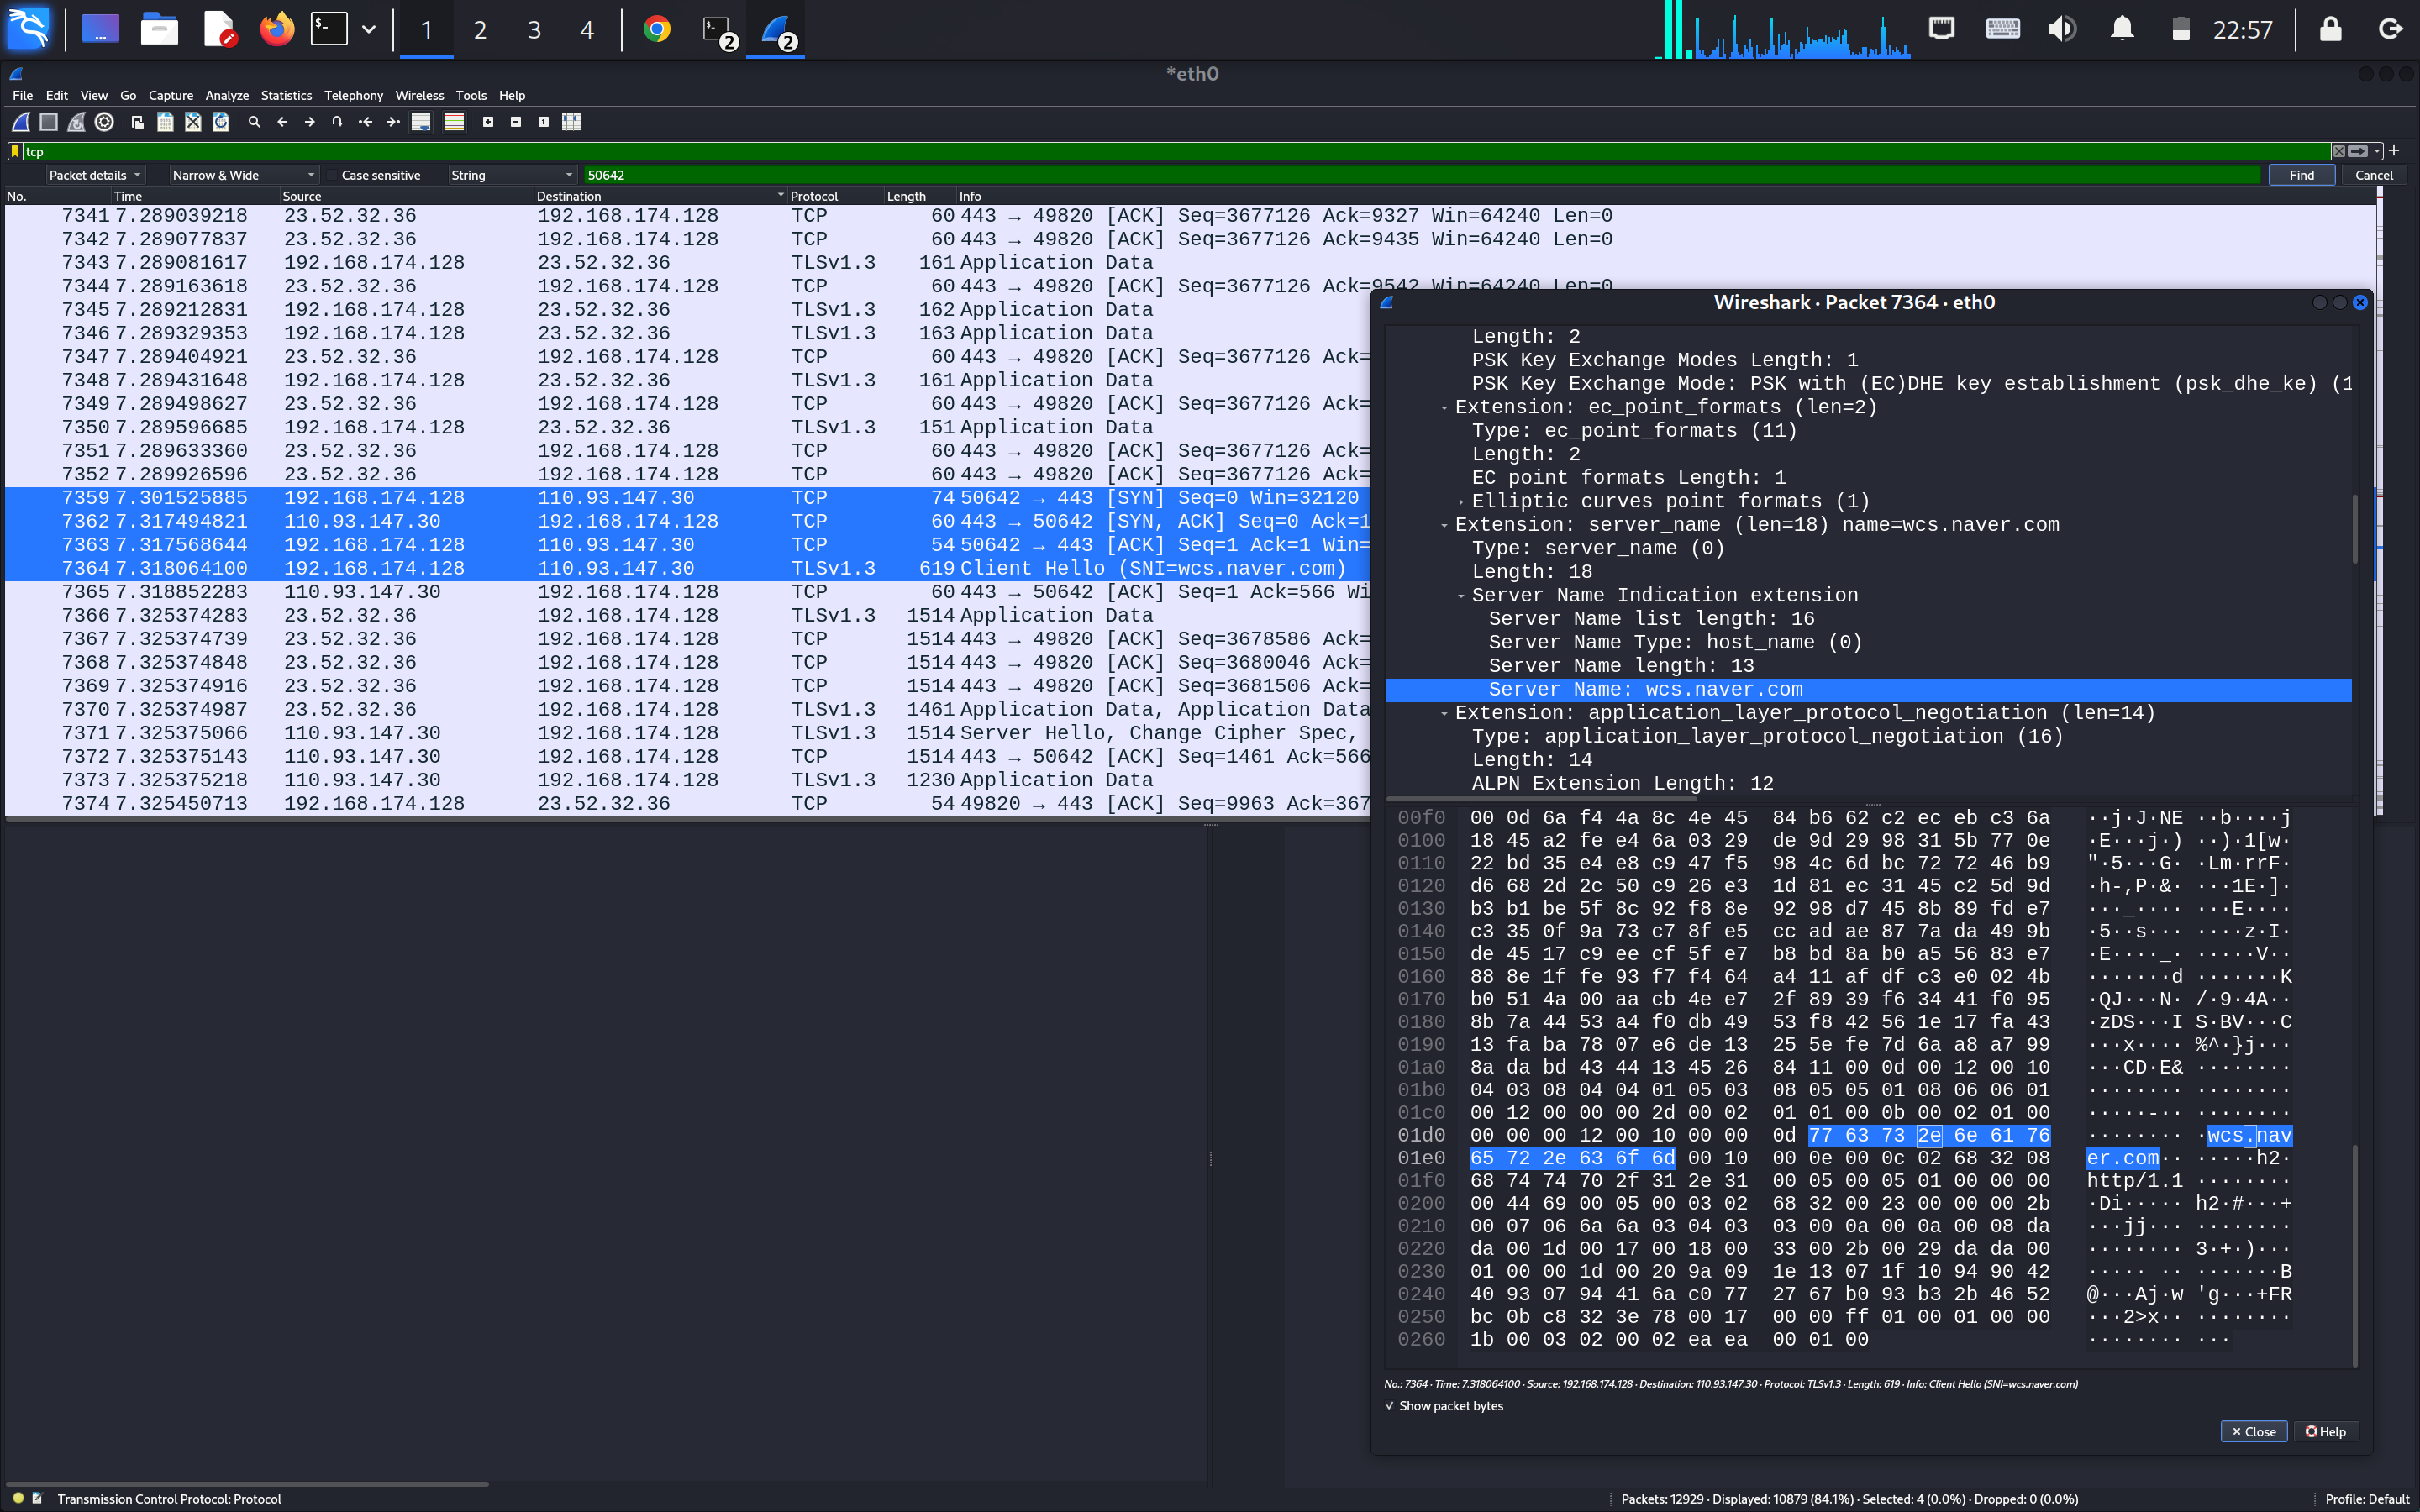 1 2 3 4 2 2 22:57
*eth0
File Edit View Go Capture Analyze Statistics Telephony Wireless Tools Help
tcp
Packet details Narrow & Wide Case sensitive String 50642 Find Cancel
No. Time Source Destination Protocol Length Info
7341 7.289039218 23.52.32.36 192.168.174.128 TCP 60 443 → 49820 [ACK] Seq=3677126 Ack=9327 Win=64240 Len=0
7342 7.289077837 23.52.32.36 192.168.174.128 TCP 60 443 → 49820 [ACK] Seq=3677126 Ack=9435 Win=64240 Len=0
7343 7.289081617 192.168.174.128 23.52.32.36 TLSv1.3 161 Application Data
7344 7.289163618 23.52.32.36 192.168.174.128 TCP 60 443 → 49820 [ACK] Seq=3677126 Ack=9542 Win=64240 Len=0
7345 7.289212831 192.168.174.128 23.52.32.36 TLSv1.3 162 Application Data
7346 7.289329353 192.168.174.128 23.52.32.36 TLSv1.3 163 Application Data
7347 7.289404921 23.52.32.36 192.168.174.128 TCP 60 443 → 49820 [ACK] Seq=3677126 Ack=
7348 7.289431648 192.168.174.128 23.52.32.36 TLSv1.3 161 Application Data
7349 7.289498627 23.52.32.36 192.168.174.128 TCP 60 443 → 49820 [ACK] Seq=3677126 Ack=
7350 7.289596685 192.168.174.128 23.52.32.36 TLSv1.3 151 Application Data
7351 7.289633360 23.52.32.36 192.168.174.128 TCP 60 443 → 49820 [ACK] Seq=3677126 Ack=
7352 7.289926596 23.52.32.36 192.168.174.128 TCP 60 443 → 49820 [ACK] Seq=3677126 Ack=
7359 7.301525885 192.168.174.128 110.93.147.30 TCP 74 50642 → 443 [SYN] Seq=0 Win=32120
7362 7.317494821 110.93.147.30 192.168.174.128 TCP 60 443 → 50642 [SYN, ACK] Seq=0 Ack=1
7363 7.317568644 192.168.174.128 110.93.147.30 TCP 54 50642 → 443 [ACK] Seq=1 Ack=1 Win=
7364 7.318064100 192.168.174.128 110.93.147.30 TLSv1.3 619 Client Hello (SNI=wcs.naver.com)
7365 7.318852283 110.93.147.30 192.168.174.128 TCP 60 443 → 50642 [ACK] Seq=1 Ack=566 Wi
7366 7.325374283 23.52.32.36 192.168.174.128 TLSv1.3 1514 Application Data
7367 7.325374739 23.52.32.36 192.168.174.128 TCP 1514 443 → 49820 [ACK] Seq=3678586 Ack=
7368 7.325374848 23.52.32.36 192.168.174.128 TCP 1514 443 → 49820 [ACK] Seq=3680046 Ack=
7369 7.325374916 23.52.32.36 192.168.174.128 TCP 1514 443 → 49820 [ACK] Seq=3681506 Ack=
7370 7.325374987 23.52.32.36 192.168.174.128 TLSv1.3 1461 Application Data, Application Data
7371 7.325375066 110.93.147.30 192.168.174.128 TLSv1.3 1514 Server Hello, Change Cipher Spec,
7372 7.325375143 110.93.147.30 192.168.174.128 TCP 1514 443 → 50642 [ACK] Seq=1461 Ack=566
7373 7.325375218 110.93.147.30 192.168.174.128 TLSv1.3 1230 Application Data
7374 7.325450713 192.168.174.128 23.52.32.36 TCP 54 49820 → 443 [ACK] Seq=9963 Ack=367
Wireshark · Packet 7364 · eth0
Length: 2
PSK Key Exchange Modes Length: 1
PSK Key Exchange Mode: PSK with (EC)DHE key establishment (psk_dhe_ke) (1
Extension: ec_point_formats (len=2)
Type: ec_point_formats (11)
Length: 2
EC point formats Length: 1
Elliptic curves point formats (1)
Extension: server_name (len=18) name=wcs.naver.com
Type: server_name (0)
Length: 18
Server Name Indication extension
Server Name list length: 16
Server Name Type: host_name (0)
Server Name length: 13
Server Name: wcs.naver.com
Extension: application_layer_protocol_negotiation (len=14)
Type: application_layer_protocol_negotiation (16)
Length: 14
ALPN Extension Length: 12
00f0 00 0d 6a f4 4a 8c 4e 45 84 b6 62 c2 ec eb c3 6a ··j·J·NE ··b····j
0100 18 45 a2 fe e4 6a 03 29 de 9d 29 98 31 5b 77 0e ·E···j·) ··)·1[w·
0110 22 bd 35 e4 e8 c9 47 f5 98 4c 6d bc 72 72 46 b9 "·5···G· ·Lm·rrF·
0120 d6 68 2d 2c 50 c9 26 e3 1d 81 ec 31 45 c2 5d 9d ·h-,P·&· ···1E·]·
0130 b3 b1 be 5f 8c 92 f8 8e 92 98 d7 45 8b 89 fd e7 ···_···· ···E····
0140 c3 35 0f 9a 73 c7 8f e5 cc ad ae 87 7a da 49 9b ·5··s··· ····z·I·
0150 de 45 17 c9 ee cf 5f e7 b8 bd 8a b0 a5 56 83 e7 ·E····_· ·····V··
0160 88 8e 1f fe 93 f7 f4 64 a4 11 af df c3 e0 02 4b ·······d ·······K
0170 b0 51 4a 00 aa cb 4e e7 2f 89 39 f6 34 41 f0 95 ·QJ···N· /·9·4A··
0180 8b 7a 44 53 a4 f0 db 49 53 f8 42 56 1e 17 fa 43 ·zDS···I S·BV···C
0190 13 fa ba 78 07 e6 de 13 25 5e fe 7d 6a a8 a7 99 ···x···· %^·}j···
01a0 8a da bd 43 44 13 45 26 84 11 00 0d 00 12 00 10 ···CD·E& ········
01b0 04 03 08 04 04 01 05 03 08 05 05 01 08 06 06 01 ········ ········
01c0 00 12 00 00 00 2d 00 02 01 01 00 0b 00 02 01 00 ·····-·· ········
01d0 00 00 00 12 00 10 00 00 0d 77 63 73 2e 6e 61 76 ········ ·wcs.nav
01e0 65 72 2e 63 6f 6d 00 10 00 0e 00 0c 02 68 32 08 er.com·· ·····h2·
01f0 68 74 74 70 2f 31 2e 31 00 05 00 05 01 00 00 00 http/1.1 ········
0200 00 44 69 00 05 00 03 02 68 32 00 23 00 00 00 2b ·Di····· h2·#···+
0210 00 07 06 6a 6a 03 04 03 03 00 0a 00 0a 00 08 da ···jj··· ········
0220 da 00 1d 00 17 00 18 00 33 00 2b 00 29 da da 00 ········ 3·+·)···
0230 01 00 00 1d 00 20 9a 09 1e 13 07 1f 10 94 90 42 ····· ·· ·······B
0240 40 93 07 94 41 6a c0 77 27 67 b0 93 b3 2b 46 52 @···Aj·w 'g···+FR
0250 bc 0b c8 32 3e 78 00 17 00 00 ff 01 00 01 00 00 ···2>x·· ········
0260 1b 00 03 02 00 02 ea ea 00 01 00 ········ ···
No.: 7364 · Time: 7.318064100 · Source: 192.168.174.128 · Destination: 110.93.147.30 · Protocol: TLSv1.3 · Length: 619 · Info: Client Hello (SNI=wcs.naver.com)
Show packet bytes
Close Help
Transmission Control Protocol: Protocol Packets: 12929 · Displayed: 10879 (84.1%) · Selected: 4 (0.0%) · Dropped: 0 (0.0%) Profile: Default